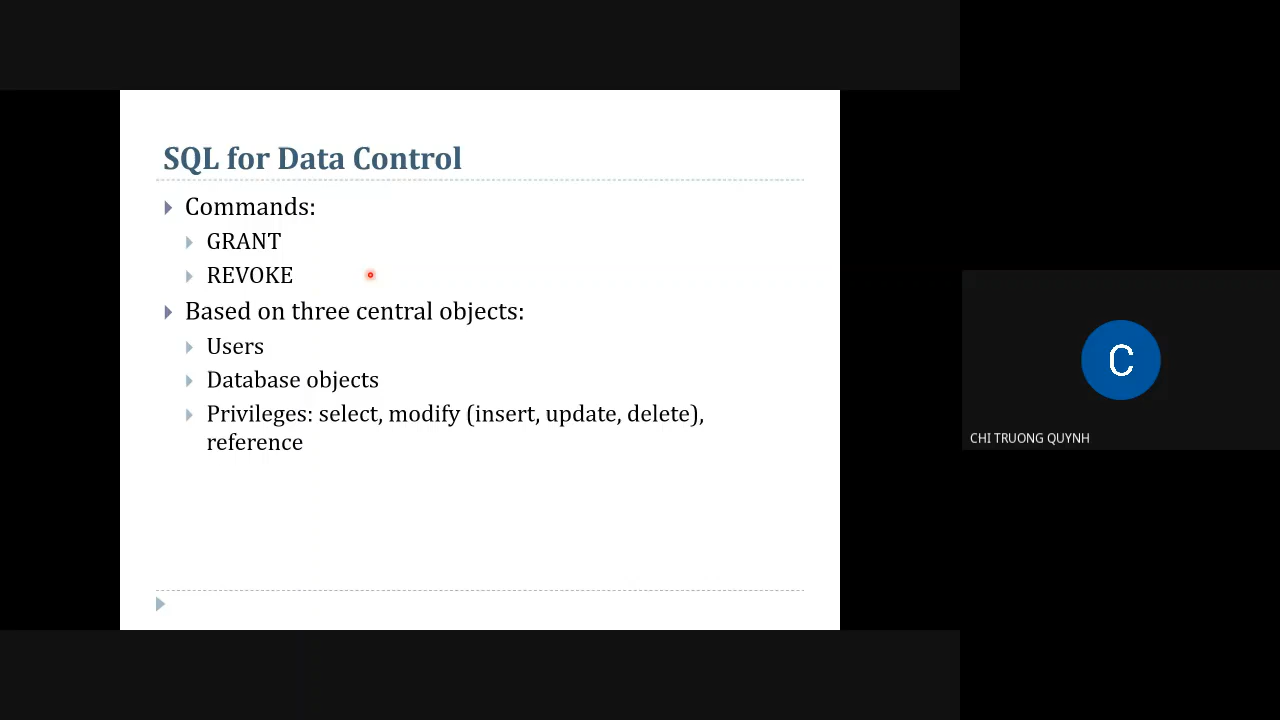 SQL for Data Control
Commands:
GRANT
REVOKE
Based on three central objects:
Users
Database objects
Privileges: select, modify (insert, update, delete),
reference
C
CHI TRUONG QUYNH